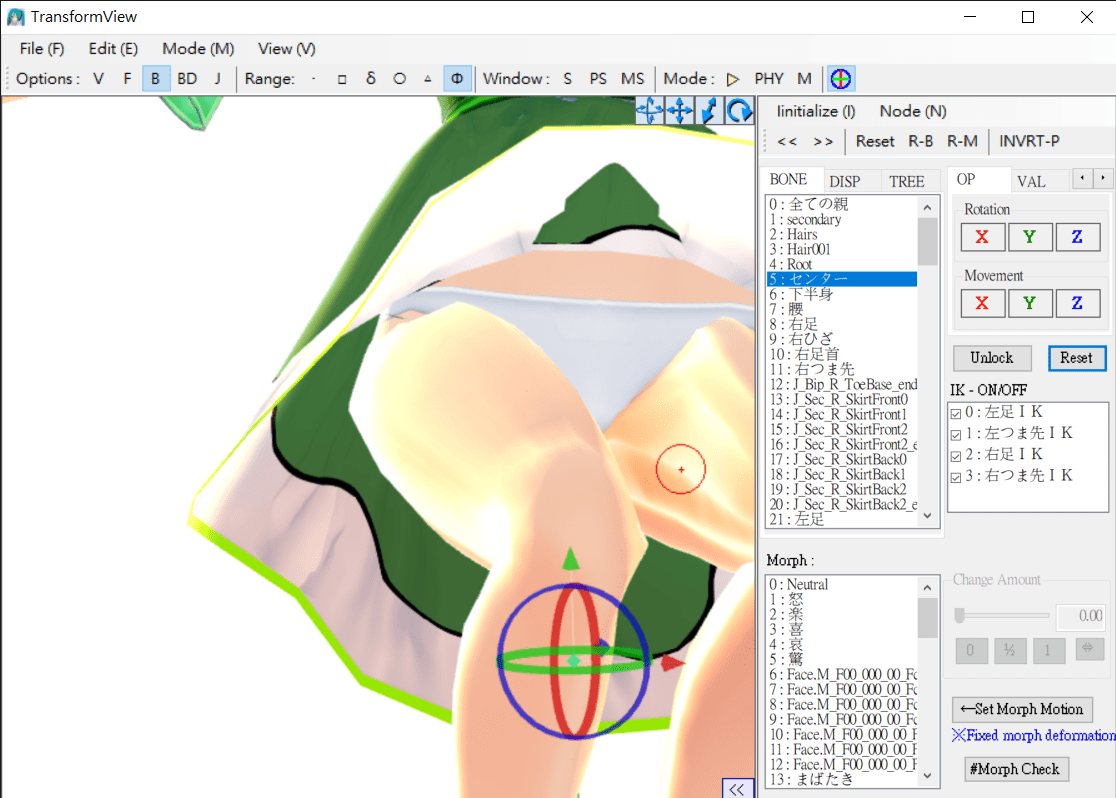 TransformView
File (F) Edit (E) Mode (M) View (V)
Options : V F B BD J Range: Window : S PS MS Mode : PHY M
Iinitialize (I) Node (N)
<< >> Reset R-B R-M INVRT-P
BONE DISP TREE
0 : 全ての親
1 : secondary
2 : Hairs
3 : Hair001
4 : Root
5 : センター
6 : 下半身
7 : 腰
8 : 右足
9 : 右ひざ
10 : 右足首
11 : 右つま先
12 : J_Bip_R_ToeBase_end
13 : J_Sec_R_SkirtFront0
14 : J_Sec_R_SkirtFront1
15 : J_Sec_R_SkirtFront2
16 : J_Sec_R_SkirtFront2_e
17 : J_Sec_R_SkirtBack0
18 : J_Sec_R_SkirtBack1
19 : J_Sec_R_SkirtBack2
20 : J_Sec_R_SkirtBack2_e
21 : 左足
OP VAL
Rotation
X Y Z
Movement
X Y Z
Unlock Reset
IK - ON/OFF
0 : 左足ＩＫ
1 : 左つま先ＩＫ
2 : 右足ＩＫ
3 : 右つま先ＩＫ
Morph :
0 : Neutral
1 : 怒
2 : 楽
3 : 喜
4 : 哀
5 : 驚
6 : Face.M_F00_000_00_Fc
7 : Face.M_F00_000_00_Fc
8 : Face.M_F00_000_00_Fc
9 : Face.M_F00_000_00_Fc
10 : Face.M_F00_000_00_F
11 : Face.M_F00_000_00_F
12 : Face.M_F00_000_00_F
13 : まばたき
Change Amount
0.00
0 ½ 1
←Set Morph Motion
※Fixed morph deformation
#Morph Check
<<